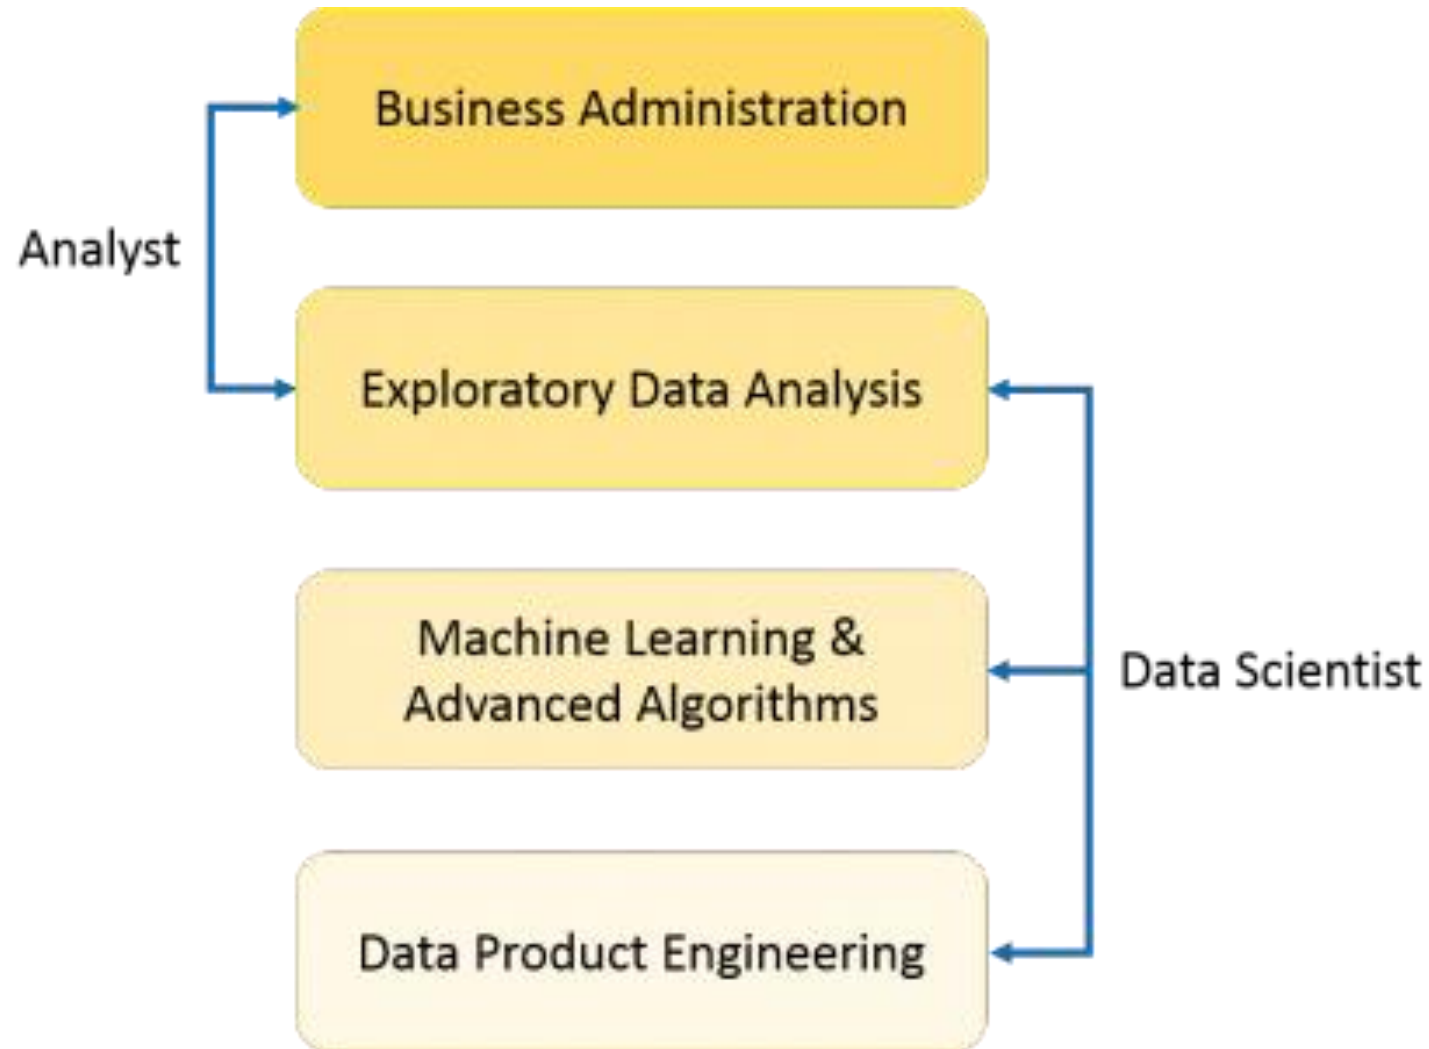 Business Administration
Analyst
Exploratory Data Analysis
Machine Learning &
Advanced Algorithms
Data Scientist
Data Product Engineering